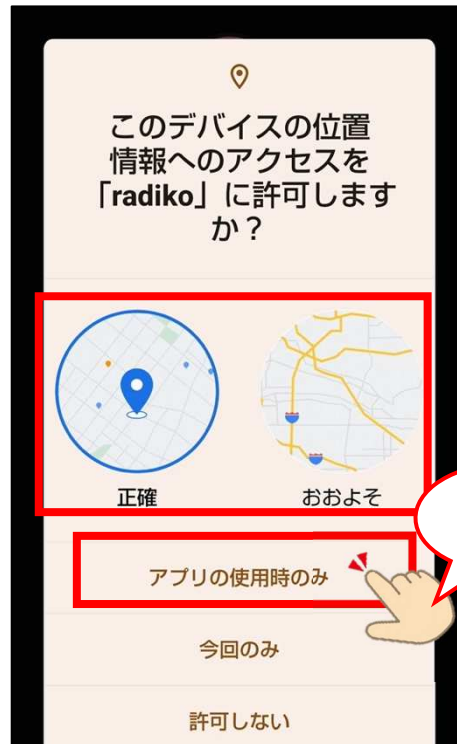 このデバイスの位置
情報へのアクセスを
「radiko」に許可します
か？
正確
おおよそ
アプリの使用時のみ
今回のみ
許可しない